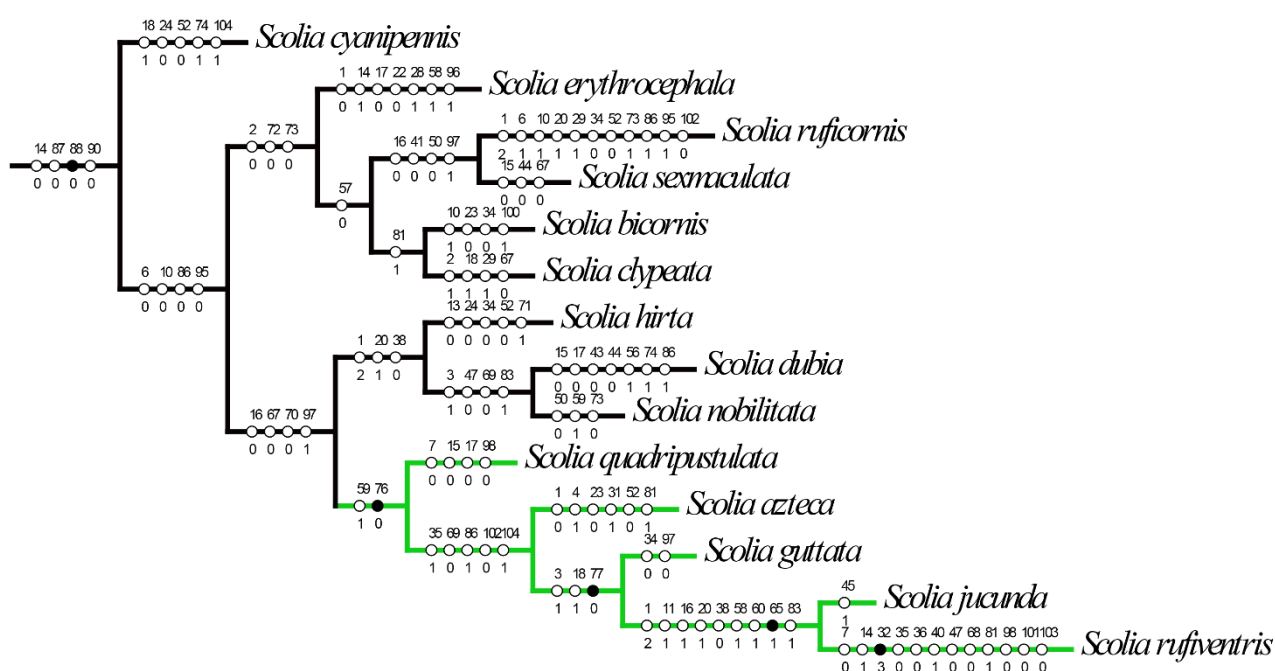 18 24 52 74 104
Scolia cyanipennis
1 0 0 1 1
1 14 17 22 28 58 96
Scolia erythrocephala
0 1 0 0 1 1 1
1 6 10 20 29 34 52 73 86 95 102
Scolia ruficornis
2 1 1 1 1 0 0 1 1 1 0
2 72 73
0 0 0
14 87 88 90
0 0 0 0
16 41 50 97
0 0 0 1
15 44 67
Scolia sexmaculata
0 0 0
57
0
10 23 34 100
Scolia bicornis
1 0 0 1
81
1
2 18 29 67
Scolia clypeata
1 1 1 0
6 10 86 95
0 0 0 0
13 24 34 52 71
Scolia hirta
0 0 0 0 1
1 20 38
2 1 0
15 17 43 44 56 74 86
Scolia dubia
0 0 0 0 1 1 1
3 47 69 83
1 0 0 1
50 59 73
Scolia nobilitata
0 1 0
16 67 70 97
0 0 0 1
7 15 17 98
Scolia quadripustulata
0 0 0 0
59 76
1 0
1 4 23 31 52 81
Scolia azteca
0 1 0 1 0 1
35 69 86 102 104
1 0 1 0 1
34 97
Scolia guttata
0 0
3 18 77
1 1 0
45
Scolia jucunda
1
1 11 16 20 38 58 60 65 83
2 1 1 1 0 1 1 1 1
7 14 32 35 36 40 47 68 81 98 101 103
Scolia rufiventris
0 1 3 0 0 1 0 0 1 0 0 0